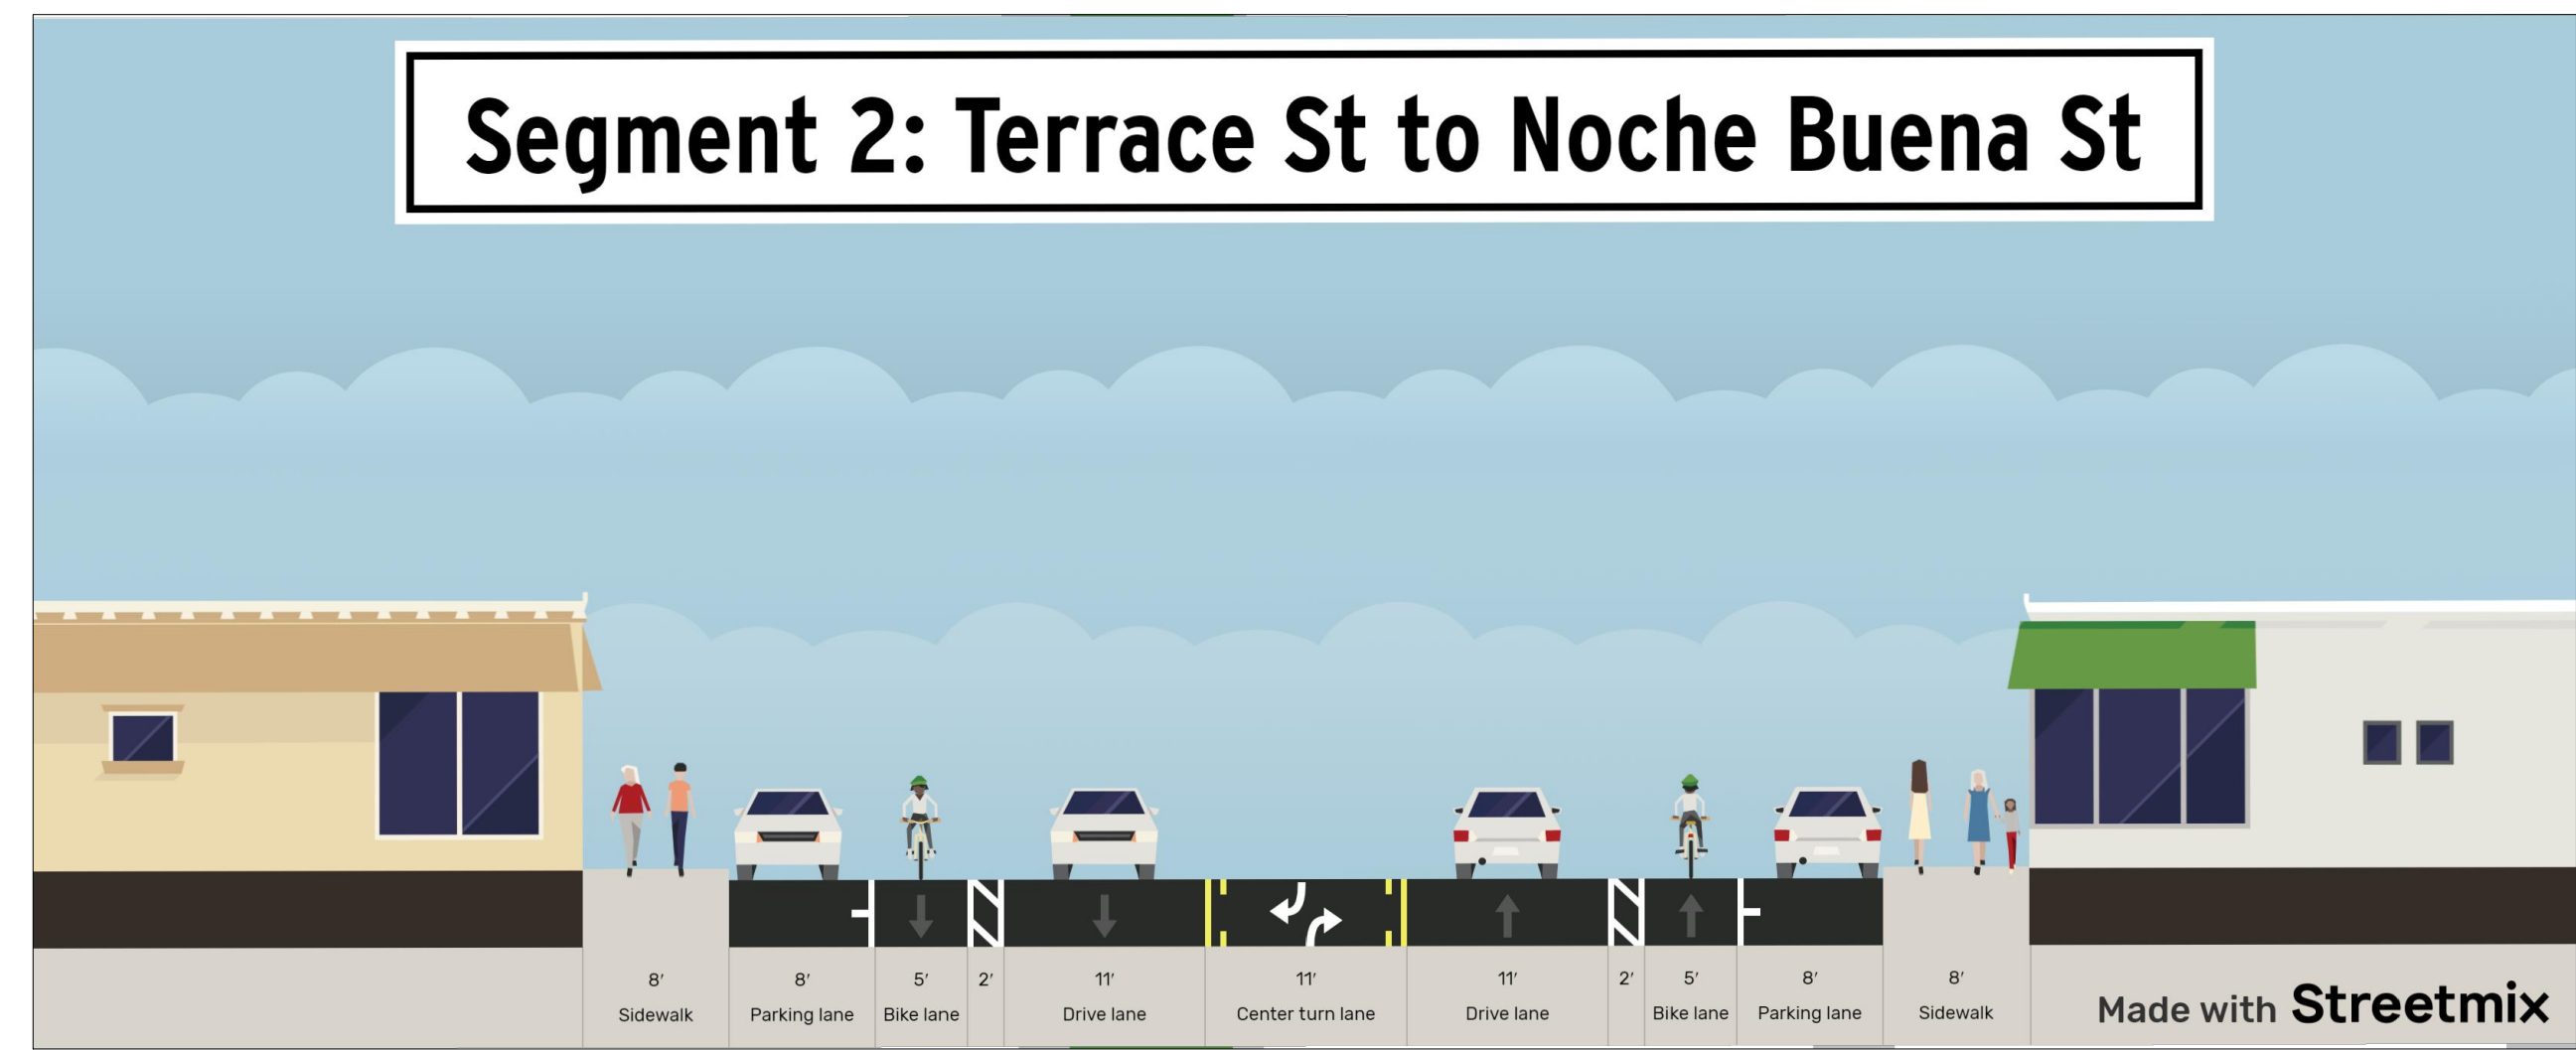 Segment 2: Terrace St to Noche Buena St
8' 8' 5' 2' 11' 11' 11' 2' 5' 8' 8'
Sidewalk Parking lane Bike lane Drive lane Center turn lane Drive lane Bike lane Parking lane Sidewalk
Made with Streetmix